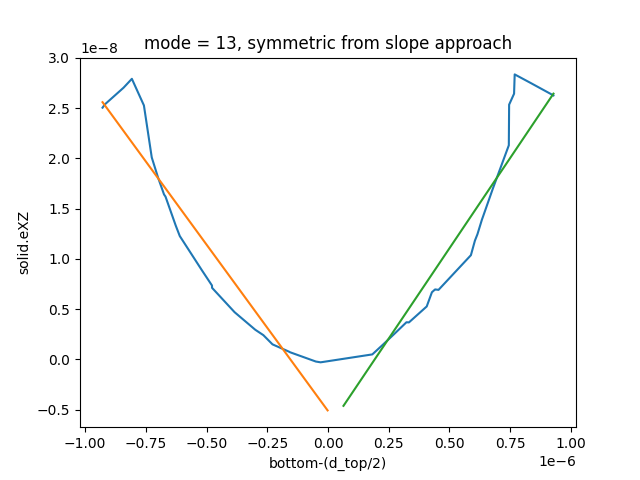 mode = 13, symmetric from slope approach
1e−8
3.0
2.5
2.0
1.5
1.0
0.5
0.0
−0.5
solid.eXZ
−1.00 −0.75 −0.50 −0.25 0.00 0.25 0.50 0.75 1.00
bottom-(d_top/2)
1e−6